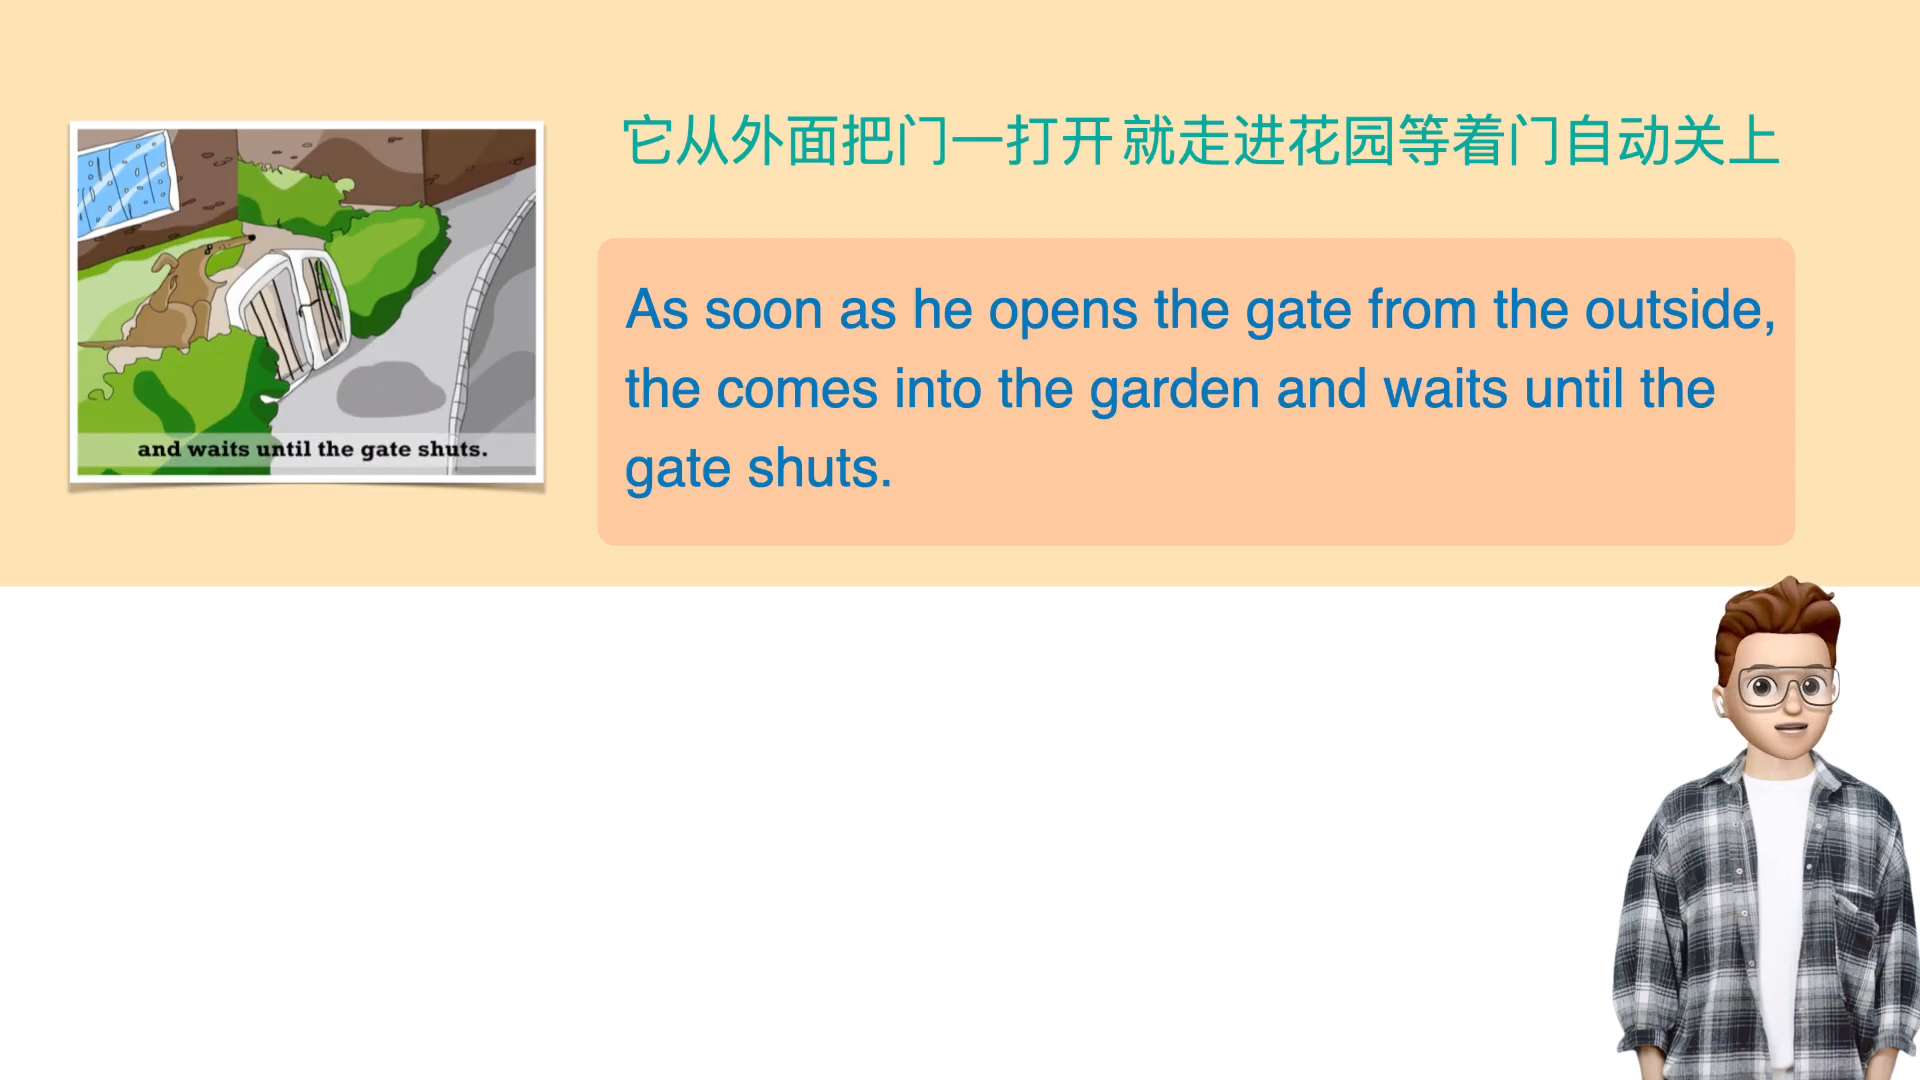 它从外面把门一打开 就走进花园等着门自动关上
As soon as he opens the gate from the outside,
the comes into the garden and waits until the
gate shuts.
and waits until the gate shuts.